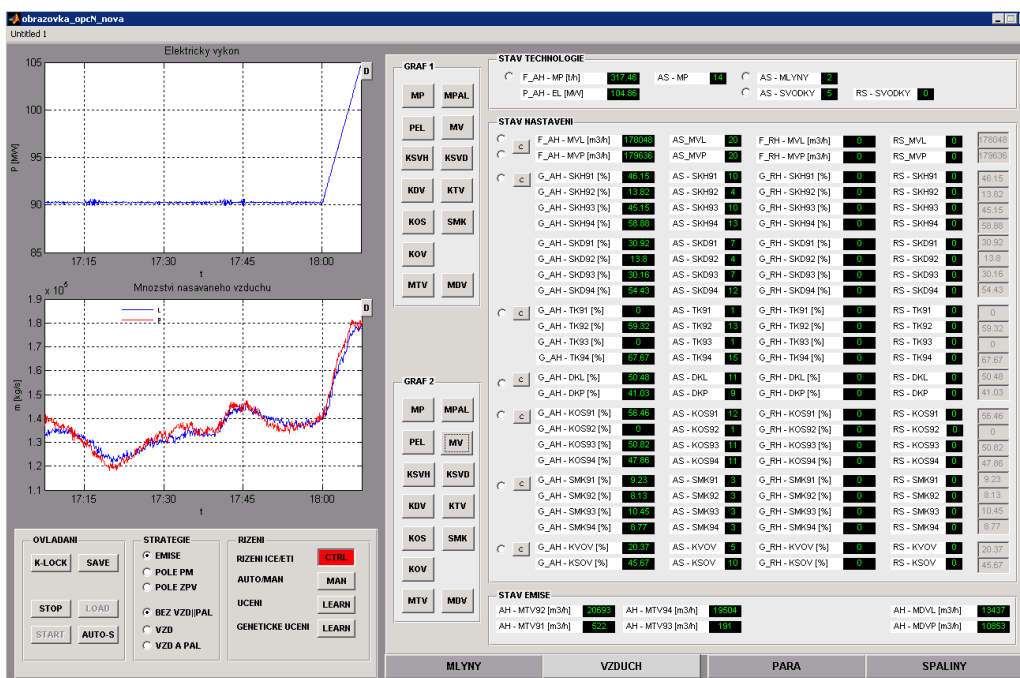 obrazovka_opcN_nova
Untitled 1
Elektricky vykon
105
100
95
90
85
P [MW]
17:15 17:30 17:45 18:00
t
D
Mnozstvi nasavaneho vzduchu
x 10^5
1.9
1.8
1.7
1.6
1.5
1.4
1.3
1.2
1.1
m [kg/s]
L
P
17:15 17:30 17:45 18:00
t
D
OVLADANI
K-LOCK SAVE
STOP LOAD
START AUTO-S
STRATEGIE
EMISE
POLE PM
POLE ZPV
BEZ VZD||PAL
VZD
VZD A PAL
RIZENI
RIZENI ICE/ETI CTRL
AUTO/MAN MAN
UCENI LEARN
GENETICKE UCENI LEARN
GRAF 1
MP MPAL
PEL MV
KSVH KSVD
KDV KTV
KOS SMK
KOV
MTV MDV
GRAF 2
MP MPAL
PEL MV
KSVH KSVD
KDV KTV
KOS SMK
KOV
MTV MDV
STAV TECHNOLOGIE
F_AH - MP [t/h] 317.46 AS - MP 14 AS - MLYNY 2
P_AH - EL [MW] 104.86 AS - SVODKY 5 RS - SVODKY 0
STAV NASTAVENI
c
F_AH - MVL [m3/h] 178048 AS_MVL 20 F_RH - MVL [m3/h] 0 RS_MVL 0 178048
F_AH - MVP [m3/h] 179636 AS_MVP 20 F_RH - MVP [m3/h] 0 RS_MVP 0 179636
c
G_AH - SKH91 [%] 46.15 AS - SKH91 10 G_RH - SKH91 [%] 0 RS - SKH91 0 46.15
G_AH - SKH92 [%] 13.82 AS - SKH92 4 G_RH - SKH92 [%] 0 RS - SKH92 0 13.82
G_AH - SKH93 [%] 45.15 AS - SKH93 10 G_RH - SKH93 [%] 0 RS - SKH93 0 45.15
G_AH - SKH94 [%] 58.88 AS - SKH94 13 G_RH - SKH94 [%] 0 RS - SKH94 0 58.88
G_AH - SKD91 [%] 30.92 AS - SKD91 7 G_RH - SKD91 [%] 0 RS - SKD91 0 30.92
G_AH - SKD92 [%] 13.8 AS - SKD92 4 G_RH - SKD92 [%] 0 RS - SKD92 0 13.8
G_AH - SKD93 [%] 30.16 AS - SKD93 7 G_RH - SKD93 [%] 0 RS - SKD93 0 30.16
G_AH - SKD94 [%] 54.43 AS - SKD94 12 G_RH - SKD94 [%] 0 RS - SKD94 0 54.43
c
G_AH - TK91 [%] 0 AS - TK91 1 G_RH - TK91 [%] 0 RS - TK91 0 0
G_AH - TK92 [%] 59.32 AS - TK92 13 G_RH - TK92 [%] 0 RS - TK92 0 59.32
G_AH - TK93 [%] 0 AS - TK93 1 G_RH - TK93 [%] 0 RS - TK93 0 0
G_AH - TK94 [%] 67.67 AS - TK94 15 G_RH - TK94 [%] 0 RS - TK94 0 67.67
c
G_AH - DKL [%] 50.48 AS - DKL 11 G_RH - DKL [%] 0 RS - DKL 0 50.48
G_AH - DKP [%] 41.03 AS - DKP 9 G_RH - DKP [%] 0 RS - DKP 0 41.03
c
G_AH - KOS91 [%] 56.46 AS - KOS91 12 G_RH - KOS91 [%] 0 RS - KOS91 0 56.46
G_AH - KOS92 [%] 0 AS - KOS92 1 G_RH - KOS92 [%] 0 RS - KOS92 0 0
G_AH - KOS93 [%] 50.82 AS - KOS93 11 G_RH - KOS93 [%] 0 RS - KOS93 0 50.82
G_AH - KOS94 [%] 47.86 AS - KOS94 11 G_RH - KOS94 [%] 0 RS - KOS94 0 47.86
c
G_AH - SMK91 [%] 9.23 AS - SMK91 3 G_RH - SMK91 [%] 0 RS - SMK91 0 9.23
G_AH - SMK92 [%] 8.13 AS - SMK92 3 G_RH - SMK92 [%] 0 RS - SMK92 0 8.13
G_AH - SMK93 [%] 10.45 AS - SMK93 3 G_RH - SMK93 [%] 0 RS - SMK93 0 10.45
G_AH - SMK94 [%] 8.77 AS - SMK94 3 G_RH - SMK94 [%] 0 RS - SMK94 0 8.77
c
G_AH - KVOV [%] 20.37 AS - KVOV 5 G_RH - KVOV [%] 0 RS - KVOV 0 20.37
G_AH - KSOV [%] 45.67 AS - KSOV 10 G_RH - KSOV [%] 0 RS - KSOV 0 45.67
STAV EMISE
AH - MTV92 [m3/h] 20693 AH - MTV94 [m3/h] 19504 AH - MDVL [m3/h] 13437
AH - MTV91 [m3/h] 522 AH - MTV93 [m3/h] 191 AH - MDVP [m3/h] 10853
MLYNY VZDUCH PARA SPALINY